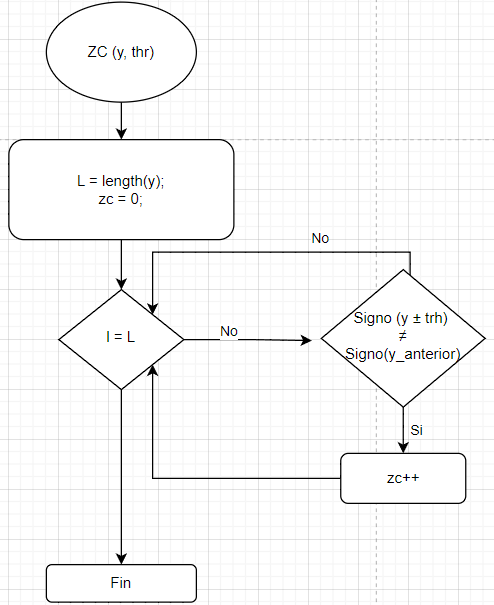 ZC (y, thr)
L = length(y);
zc = 0;
No
I = L
No
Signo (y ± trh)
≠
Signo(y_anterior)
Si
zc++
Fin